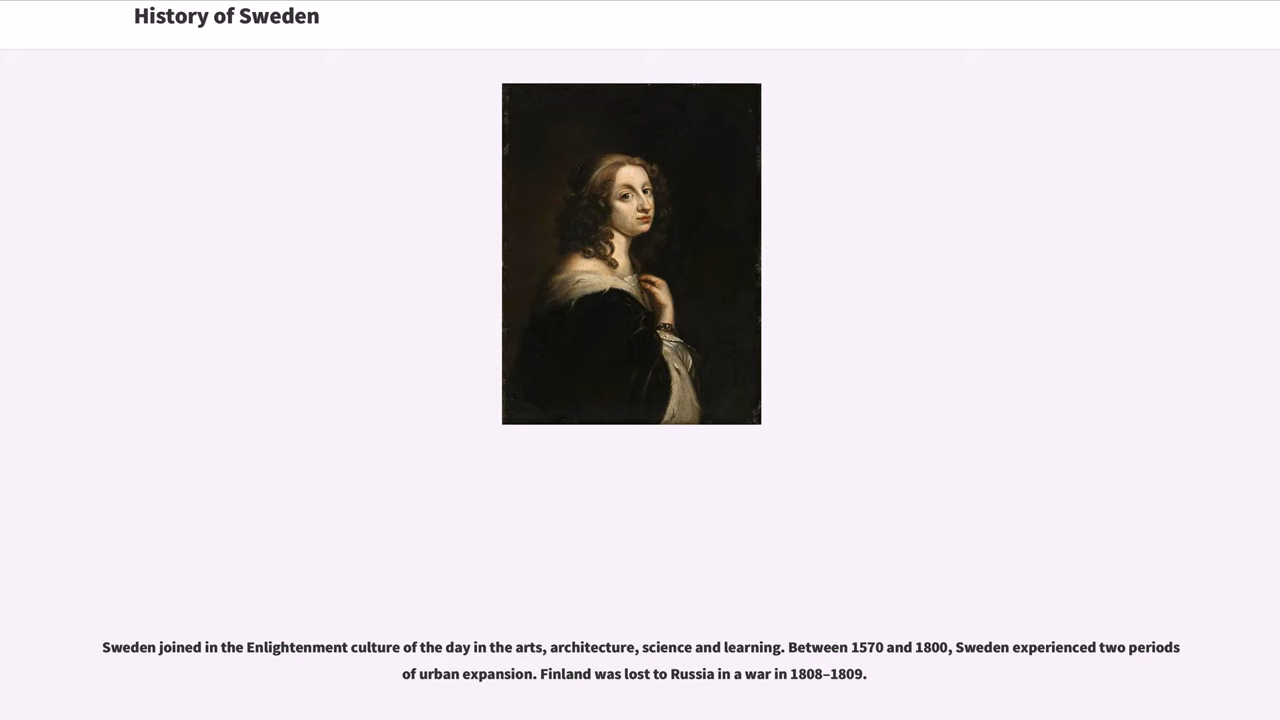 History of Sweden
Sweden joined in the Enlightenment culture of the day in the arts, architecture, science and learning. Between 1570 and 1800, Sweden experienced two periods
of urban expansion. Finland was lost to Russia in a war in 1808–1809.